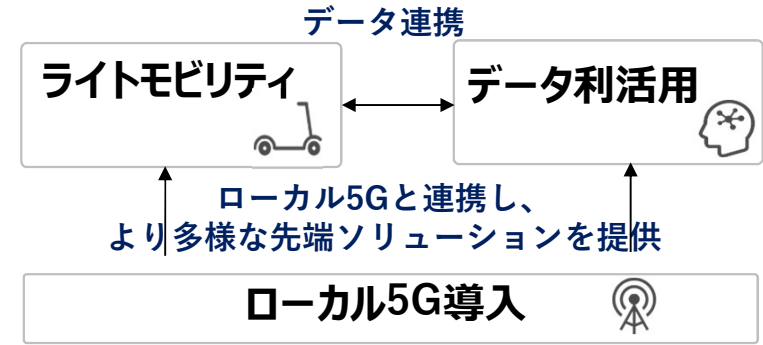 データ連携
ライトモビリティ
データ利活用
ローカル5Gと連携し、
より多様な先端ソリューションを提供
ローカル5G導入